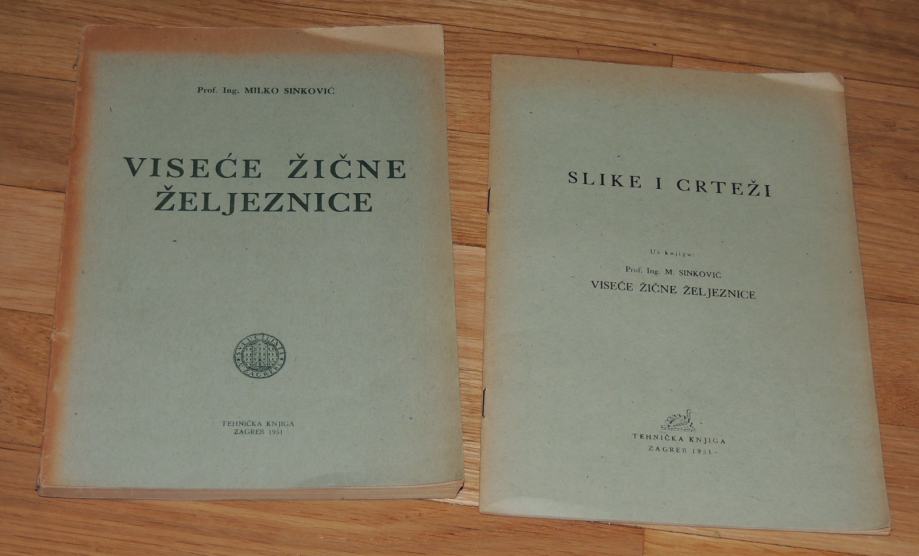 Prof. Ing. MILKO SINKOVIĆ
VISEĆE ŽIČNE
ŽELJEZNICE
TEHNIČKA KNJIGA
ZAGREB 1951
SLIKE I CRTEŽI
Uz knjigu:
Prof. Ing. M. SINKOVIĆ
VISEĆE ŽIČNE ŽELJEZNICE
TEHNIČKA KNJIGA
ZAGREB 1951